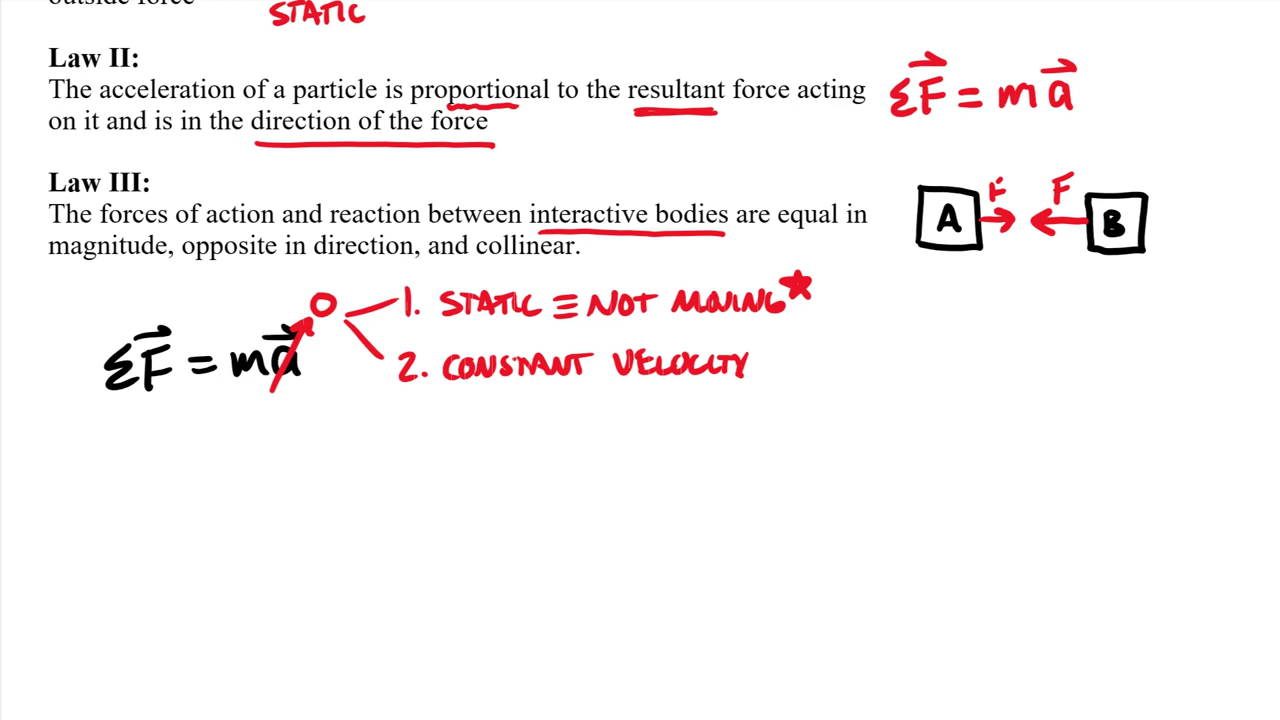 outside force
STATIC
Law II:
The acceleration of a particle is proportional to the resultant force acting
on it and is in the direction of the force
ΣF = ma
Law III:
The forces of action and reaction between interactive bodies are equal in
magnitude, opposite in direction, and collinear.
A F F B
ΣF = ma 0
1. STATIC ≡ NOT MOVING★
2. CONSTANT VELOCITY